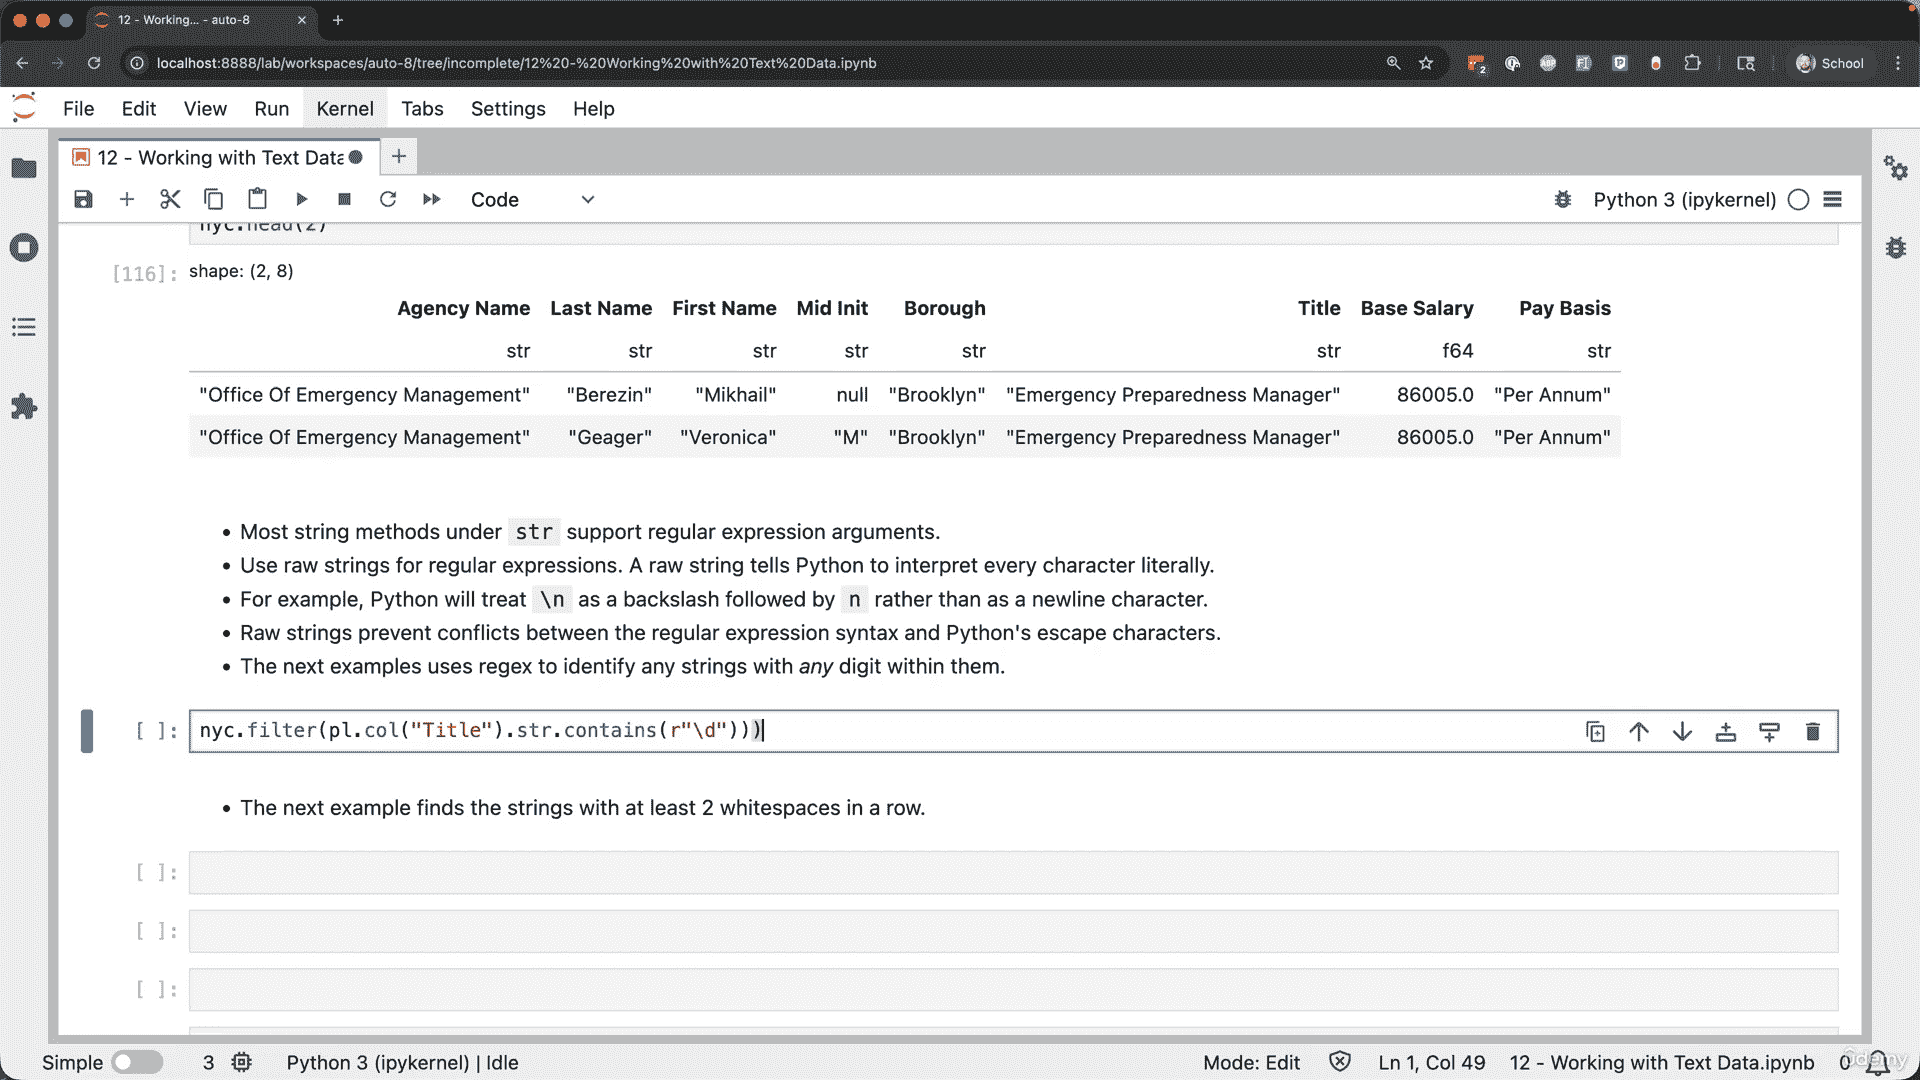 12 - Working... - auto-8
localhost:8888/lab/workspaces/auto-8/tree/incomplete/12%20-%20Working%20with%20Text%20Data.ipynb
2
School
File Edit View Run Kernel Tabs Settings Help
12 - Working with Text Data
Code
Python 3 (ipykernel)
nyc.head(2)
[116]: shape: (2, 8)
Agency Name Last Name First Name Mid Init Borough Title Base Salary Pay Basis
str str str str str str f64 str
"Office Of Emergency Management" "Berezin" "Mikhail" null "Brooklyn" "Emergency Preparedness Manager" 86005.0 "Per Annum"
"Office Of Emergency Management" "Geager" "Veronica" "M" "Brooklyn" "Emergency Preparedness Manager" 86005.0 "Per Annum"
• Most string methods under str support regular expression arguments.
• Use raw strings for regular expressions. A raw string tells Python to interpret every character literally.
• For example, Python will treat \n as a backslash followed by n rather than as a newline character.
• Raw strings prevent conflicts between the regular expression syntax and Python's escape characters.
• The next examples uses regex to identify any strings with any digit within them.
[ ]: nyc.filter(pl.col("Title").str.contains(r"\d")))
• The next example finds the strings with at least 2 whitespaces in a row.
[ ]:
[ ]:
[ ]:
Simple 3 Python 3 (ipykernel) | Idle Mode: Edit Ln 1, Col 49 12 - Working with Text Data.ipynb 0
udemy